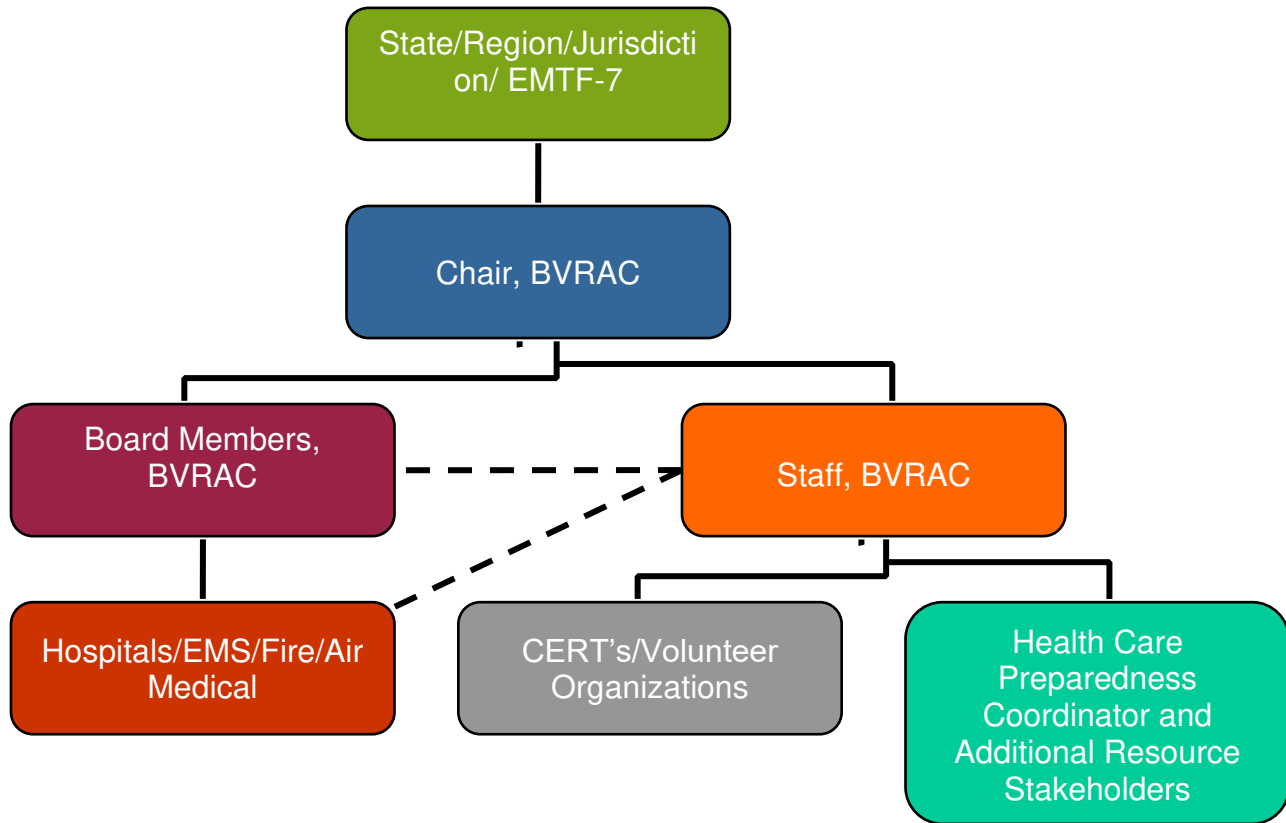 State/Region/Jurisdicti
on/ EMTF-7
Chair, BVRAC
Board Members,
BVRAC
Staff, BVRAC
Hospitals/EMS/Fire/Air
Medical
CERT's/Volunteer
Organizations
Health Care
Preparedness
Coordinator and
Additional Resource
Stakeholders